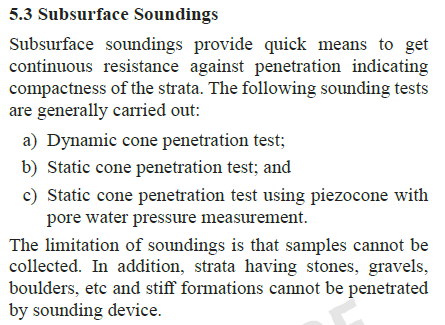 5.3 Subsurface Soundings
Subsurface soundings provide quick means to get
continuous resistance against penetration indicating
compactness of the strata. The following sounding tests
are generally carried out:
a) Dynamic cone penetration test;
b) Static cone penetration test; and
c) Static cone penetration test using piezocone with
pore water pressure measurement.
The limitation of soundings is that samples cannot be
collected. In addition, strata having stones, gravels,
boulders, etc and stiff formations cannot be penetrated
by sounding device.